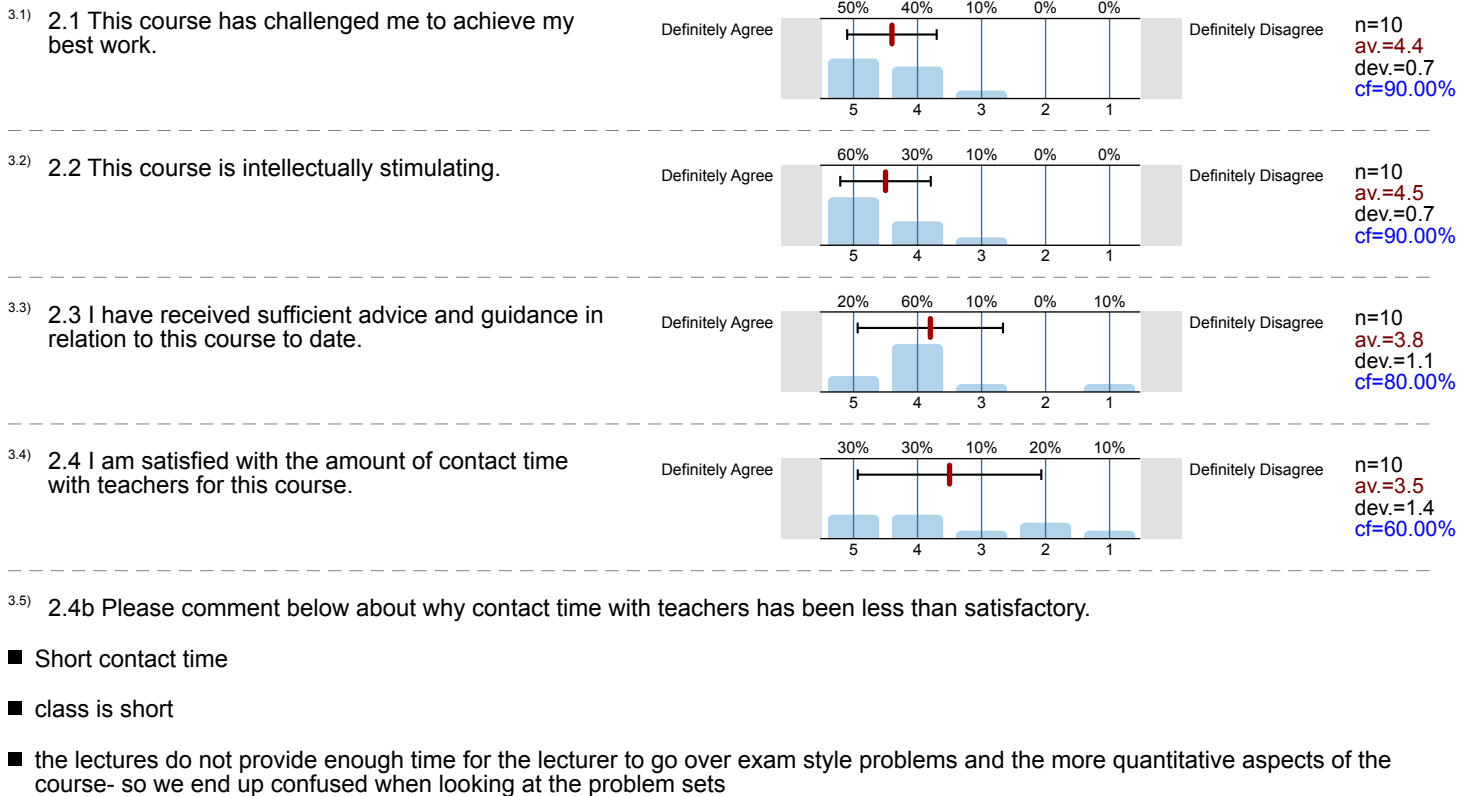 3.1) 2.1 This course has challenged me to achieve my
best work.
Definitely Agree
50% 40% 10% 0% 0%
5 4 3 2 1
Definitely Disagree
n=10
av.=4.4
dev.=0.7
cf=90.00%
3.2) 2.2 This course is intellectually stimulating.
Definitely Agree
60% 30% 10% 0% 0%
5 4 3 2 1
Definitely Disagree
n=10
av.=4.5
dev.=0.7
cf=90.00%
3.3) 2.3 I have received sufficient advice and guidance in
relation to this course to date.
Definitely Agree
20% 60% 10% 0% 10%
5 4 3 2 1
Definitely Disagree
n=10
av.=3.8
dev.=1.1
cf=80.00%
3.4) 2.4 I am satisfied with the amount of contact time
with teachers for this course.
Definitely Agree
30% 30% 10% 20% 10%
5 4 3 2 1
Definitely Disagree
n=10
av.=3.5
dev.=1.4
cf=60.00%
3.5) 2.4b Please comment below about why contact time with teachers has been less than satisfactory.
Short contact time
class is short
the lectures do not provide enough time for the lecturer to go over exam style problems and the more quantitative aspects of the
course- so we end up confused when looking at the problem sets